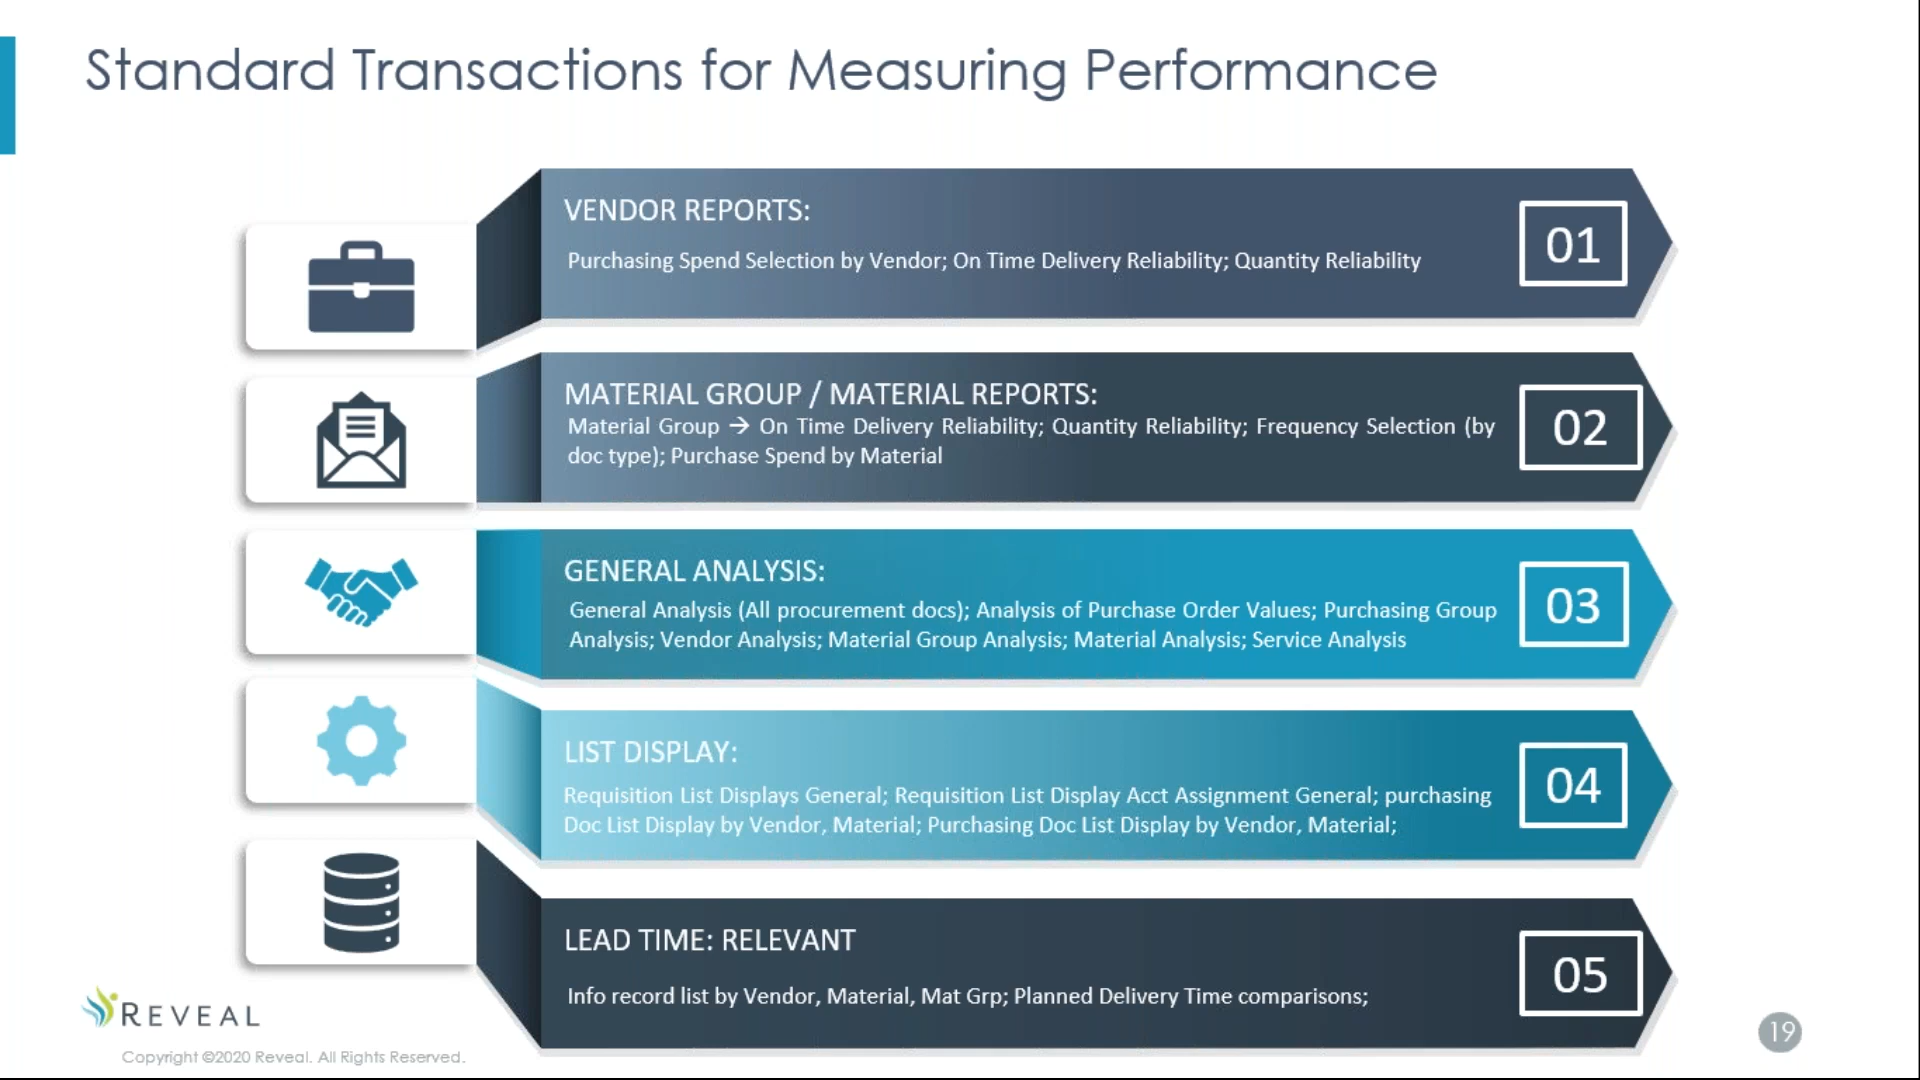 Standard Transactions for Measuring Performance
VENDOR REPORTS:
Purchasing Spend Selection by Vendor; On Time Delivery Reliability; Quantity Reliability
01
MATERIAL GROUP / MATERIAL REPORTS:
Material Group → On Time Delivery Reliability; Quantity Reliability; Frequency Selection (by
doc type); Purchase Spend by Material
02
GENERAL ANALYSIS:
General Analysis (All procurement docs); Analysis of Purchase Order Values; Purchasing Group
Analysis; Vendor Analysis; Material Group Analysis; Material Analysis; Service Analysis
03
LIST DISPLAY:
Requisition List Displays General; Requisition List Display Acct Assignment General; purchasing
Doc List Display by Vendor, Material; Purchasing Doc List Display by Vendor, Material;
04
LEAD TIME: RELEVANT
Info record list by Vendor, Material, Mat Grp; Planned Delivery Time comparisons;
05
REVEAL
Copyright ©2020 Reveal. All Rights Reserved.
19